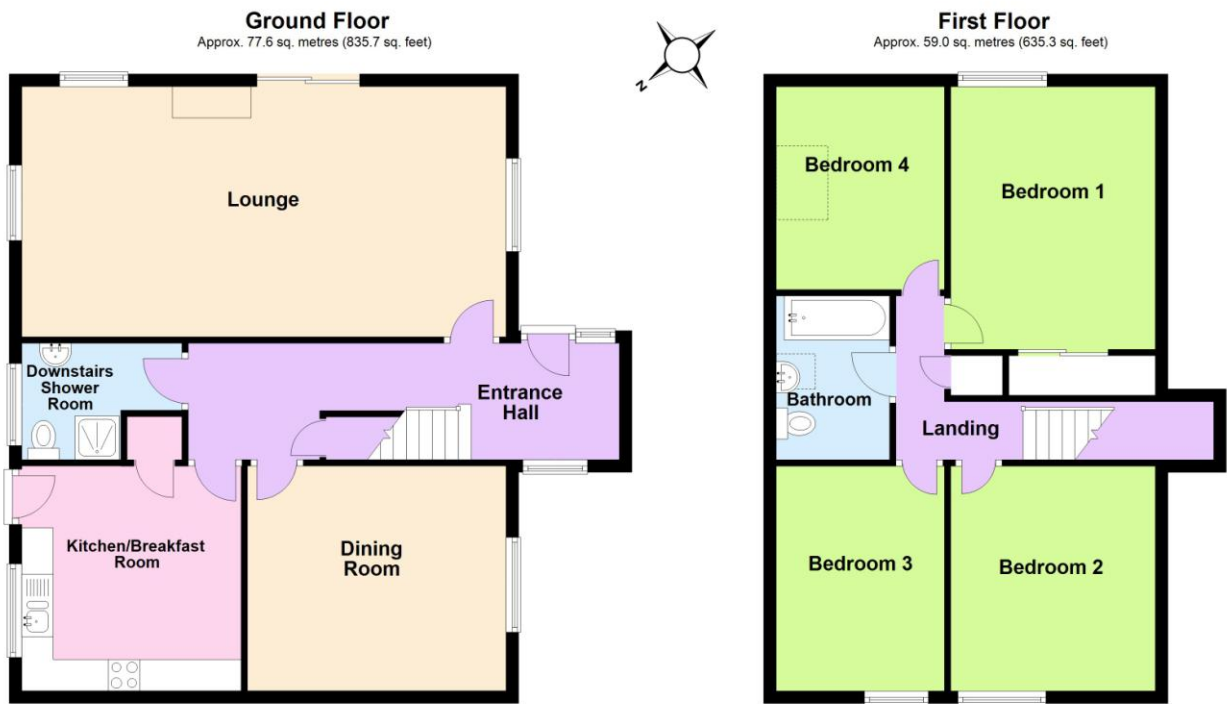 Ground Floor
Approx. 77.6 sq. metres (835.7 sq. feet)
Lounge
Downstairs
Shower
Room
Entrance
Hall
Kitchen/Breakfast
Room
Dining
Room
N
First Floor
Approx. 59.0 sq. metres (635.3 sq. feet)
Bedroom 4
Bedroom 1
Bathroom
Landing
Bedroom 3
Bedroom 2